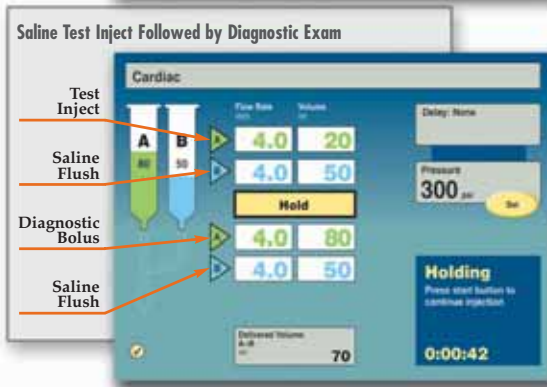 Saline Test Inject Followed by Diagnostic Exam
Cardiac
Test
Inject
Saline
Flush
Diagnostic
Bolus
Saline
Flush
A B
80 50
Flow Rate Volume
A 4.0 20
B 4.0 50
Hold
A 4.0 80
B 4.0 50
Delay: None
Pressure
300 psi
Set
Holding
Press start button to
continue injection
0:00:42
Delivered Volume
A+B
70